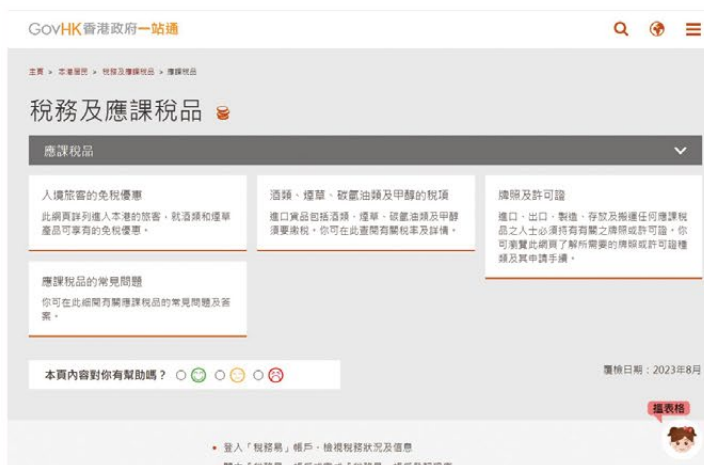 GovHK香港政府一站通
主頁 > 本港居民 > 稅務及應課稅品 > 應課稅品
稅務及應課稅品
應課稅品
入境旅客的免稅優惠
此網頁詳列進入本港的旅客，就酒類和煙草
產品可享有的免稅優惠。
酒類、煙草、碳氫油類及甲醇的稅項
進口貨品包括酒類、煙草、碳氫油類及甲醇
須要繳稅。你可在此查閱有關稅率及詳情。
牌照及許可證
進口、出口、製造、存放及搬運任何應課稅
品之人士必須持有有關之牌照或許可證。你
可瀏覽此網頁了解所需要的牌照或許可證種
類及其申請手續。
應課稅品的常見問題
你可在此細閱有關應課稅品的常見問題及答
案。
本頁內容對你有幫助嗎？
覆檢日期：2023年8月
搵表格
登入「稅務易」帳戶，檢視稅務狀況及信息